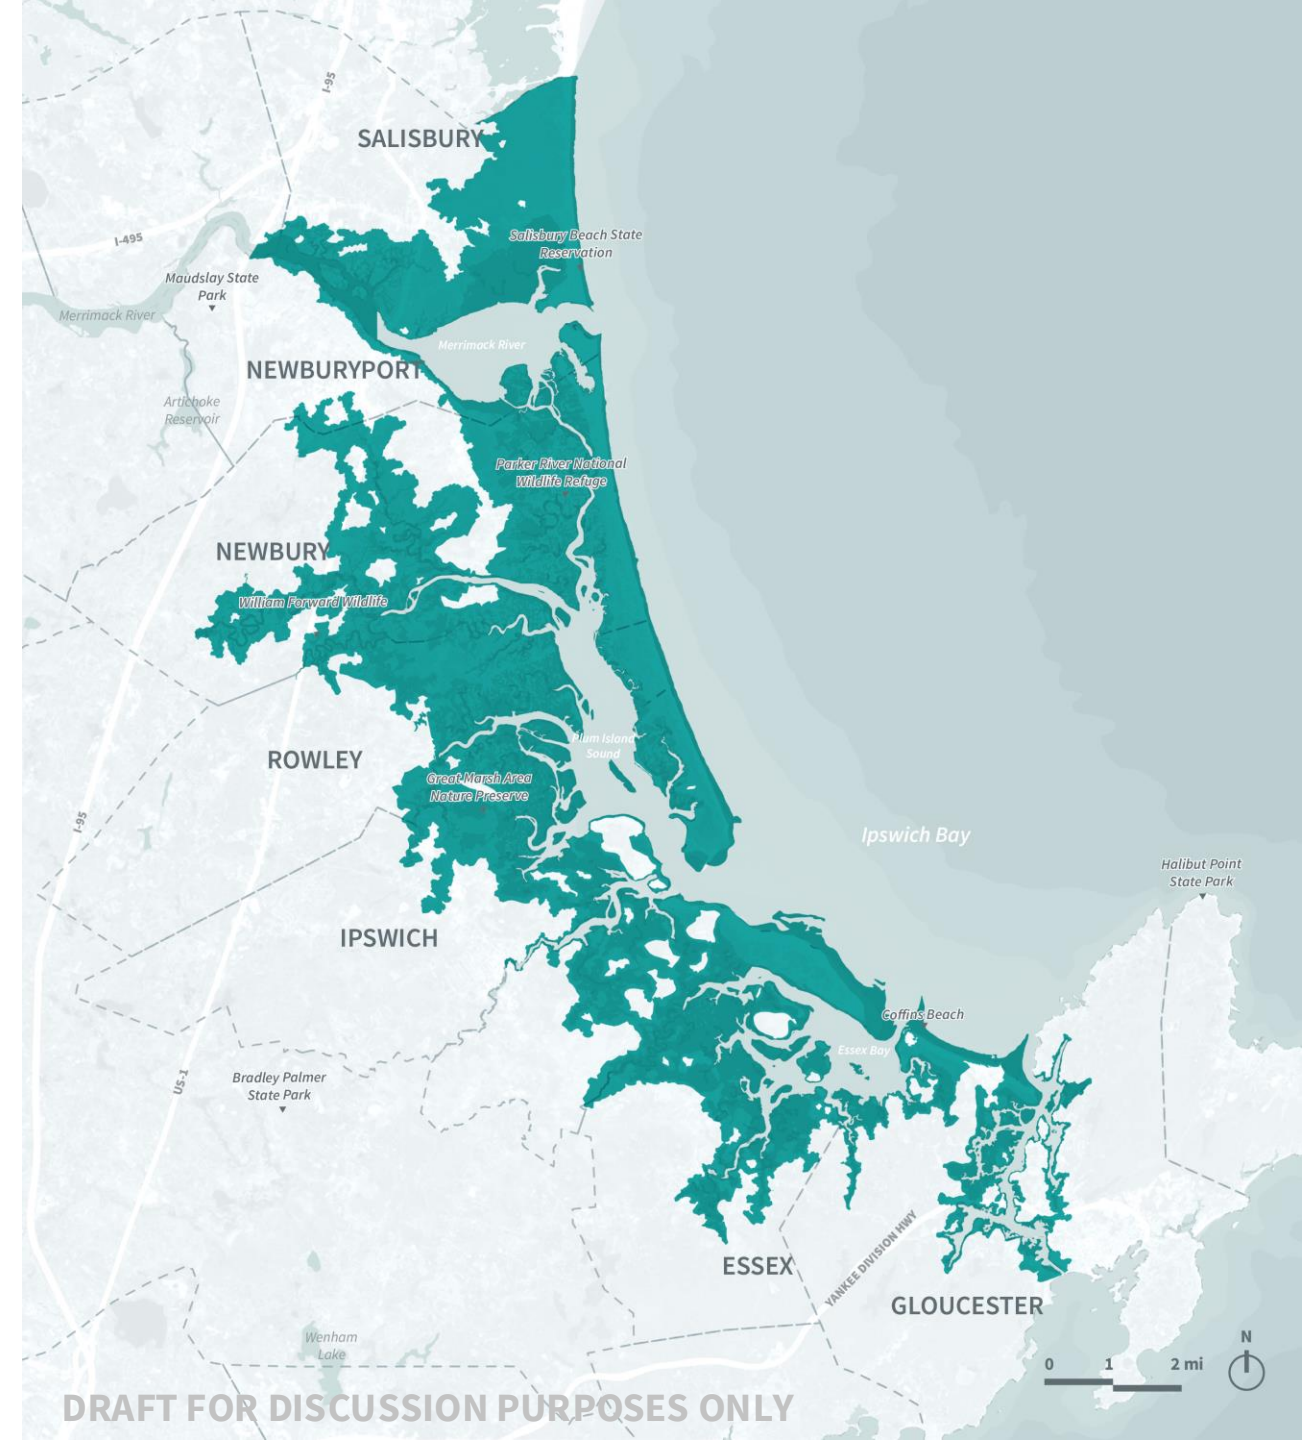 I-95
SALISBURY
Salisbury Beach State
Reservation
I-495
Maudslay State
Park
Merrimack River
Merrimack River
NEWBURYPORT
Artichoke
Reservoir
Parker River National
Wildlife Refuge
NEWBURY
William Forward Wildlife
Plum Island
Sound
ROWLEY
Great Marsh Area
Nature Preserve
I-95
Ipswich Bay
Halibut Point
State Park
IPSWICH
Coffins Beach
Essex Bay
US-1
Bradley Palmer
State Park
ESSEX
YANKEE DIVISION HWY
GLOUCESTER
Wenham
Lake
N
0 1 2 mi
DRAFT FOR DISCUSSION PURPOSES ONLY